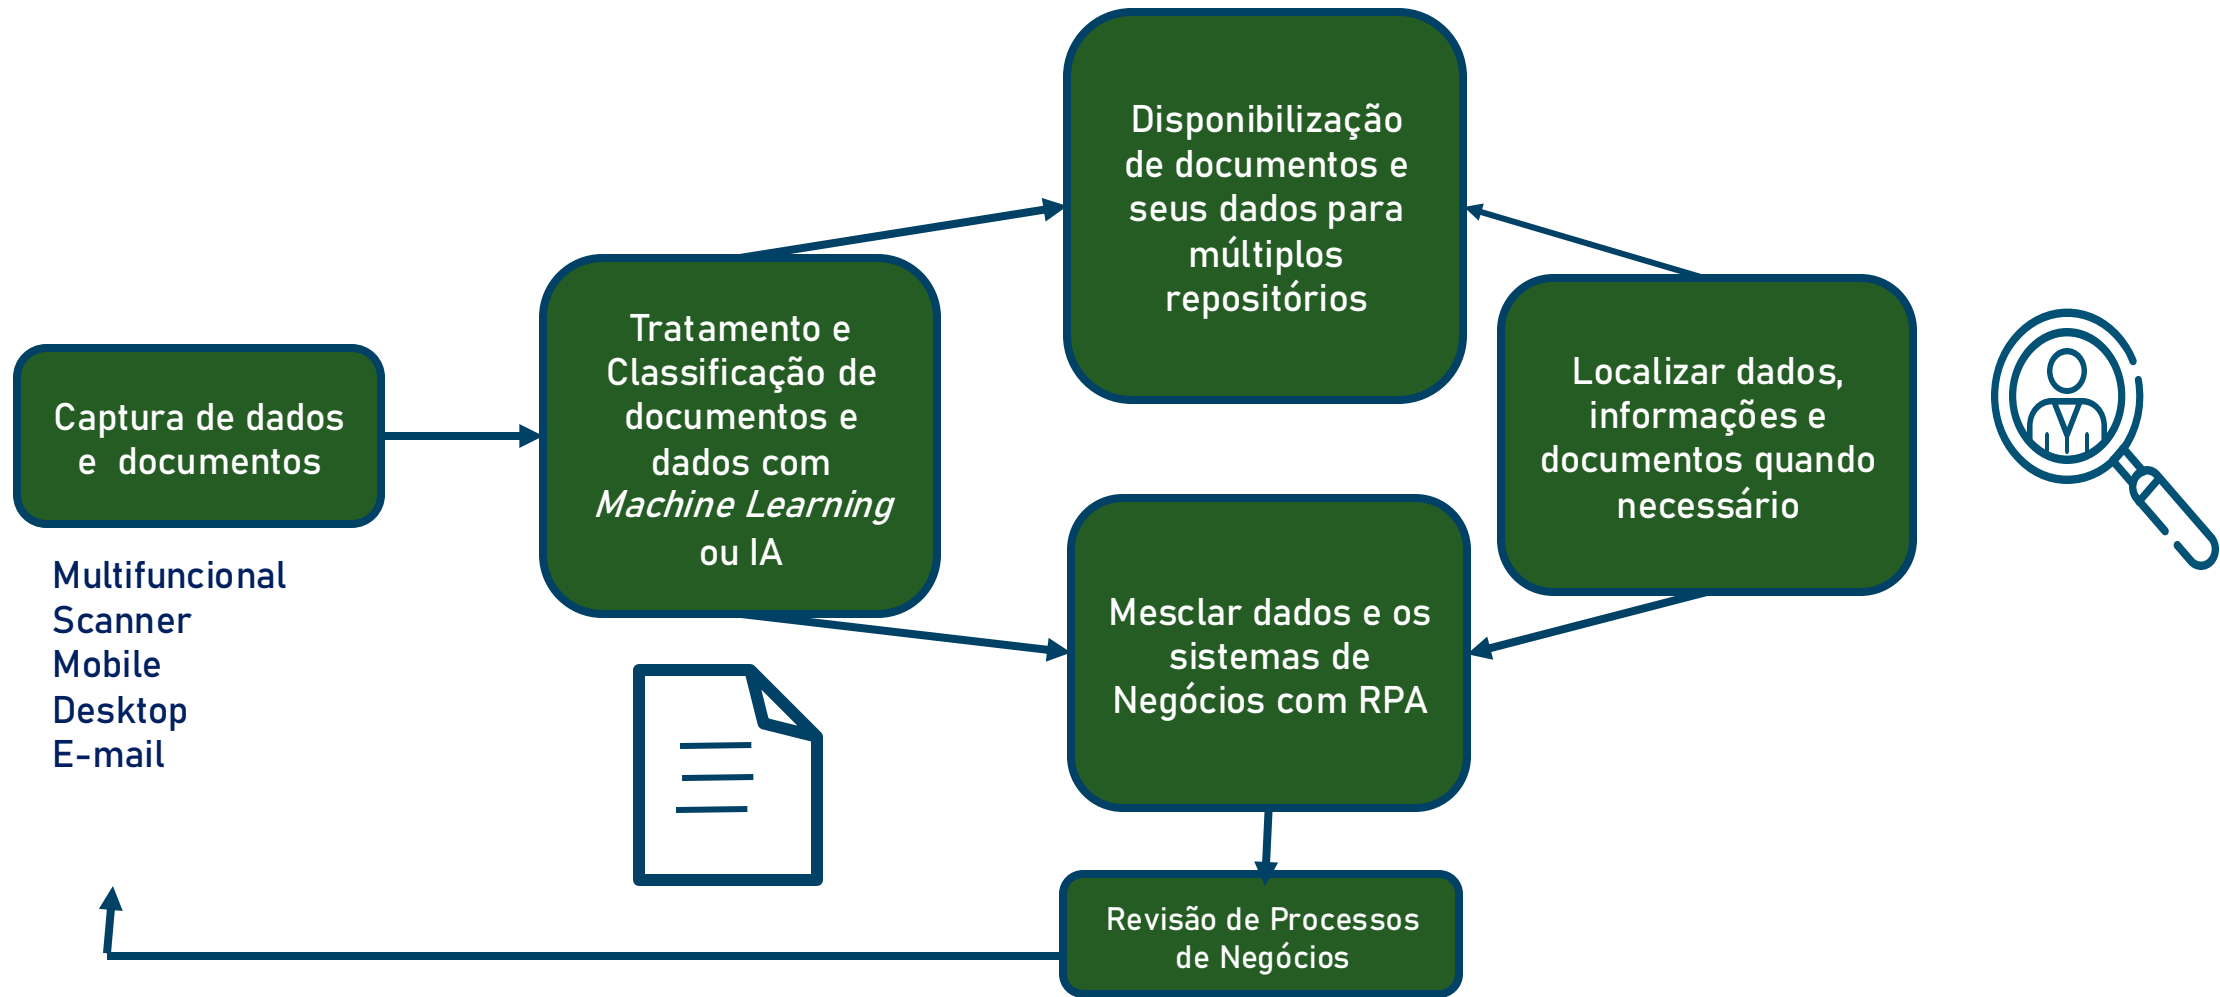 Captura de dados
e  documentos
Multifuncional
Scanner
Mobile
Desktop
E-mail
Tratamento e
Classificação de
documentos e
dados com
Machine Learning
ou IA
Disponibilização
de documentos e
seus dados para
múltiplos
repositórios
Mesclar dados e os
sistemas de
Negócios com RPA
Localizar dados,
informações e
documentos quando
necessário
Revisão de Processos
de Negócios